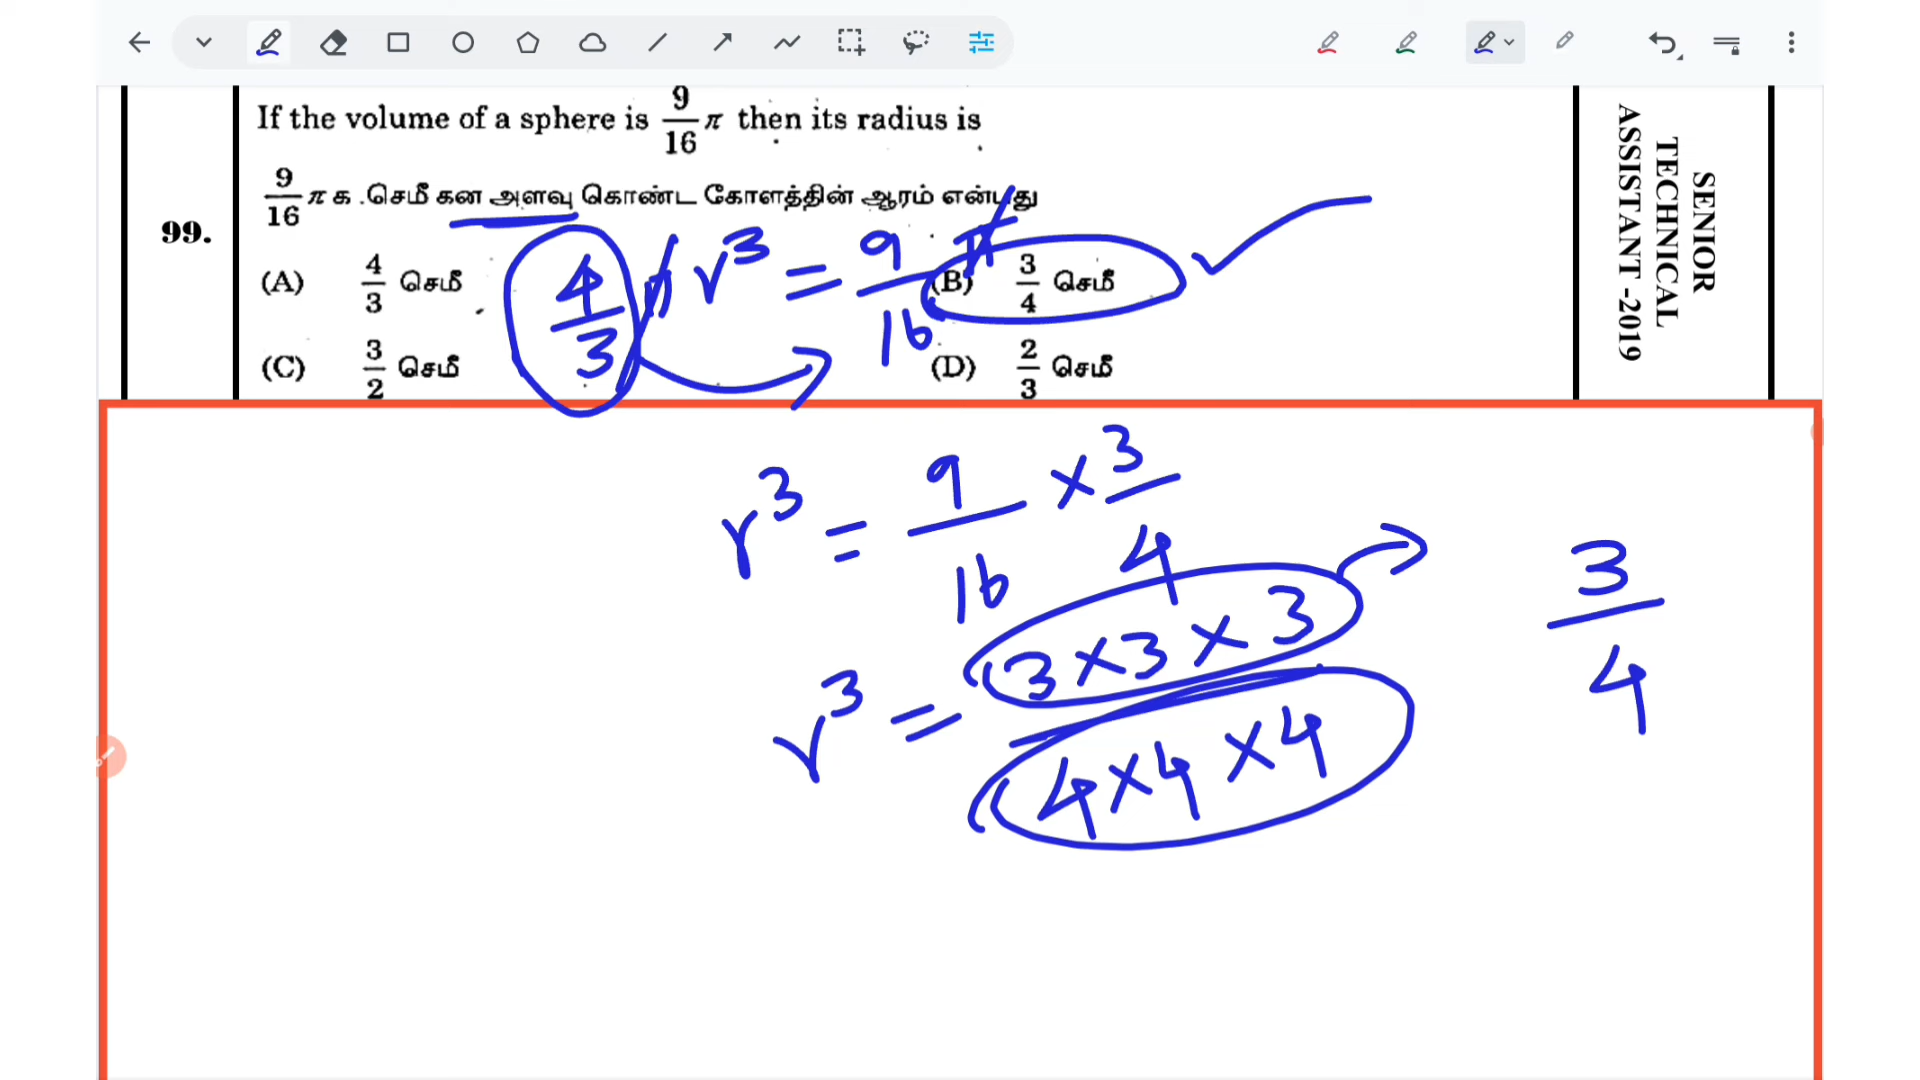 If the volume of a sphere is 9/16 π then its radius is
9/16 π க .செமீ கன அளவு கொண்ட கோளத்தின் ஆரம் என்பது
99.
(A) 4/3 செமீ
(B) 3/4 செமீ
(C) 3/2 செமீ
(D) 2/3 செமீ
4/3 π r³ = 9/16 π
SENIOR
TECHNICAL
ASSISTANT -2019
r³ = 9/16 × 3/4
r³ = 3×3×3 / 4×4×4
3/4